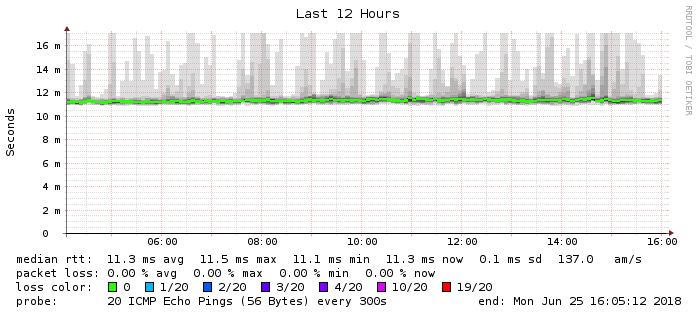 Last 12 Hours
RRDTOOL / TOBI OETIKER
Seconds
16 m
14 m
12 m
10 m
8 m
6 m
4 m
2 m
0
06:00 08:00 10:00 12:00 14:00 16:00
median rtt: 11.3 ms avg 11.5 ms max 11.1 ms min 11.3 ms now 0.1 ms sd 137.0 am/s
packet loss: 0.00 % avg 0.00 % max 0.00 % min 0.00 % now
loss color: 0 1/20 2/20 3/20 4/20 10/20 19/20
probe: 20 ICMP Echo Pings (56 Bytes) every 300s end: Mon Jun 25 16:05:12 2018